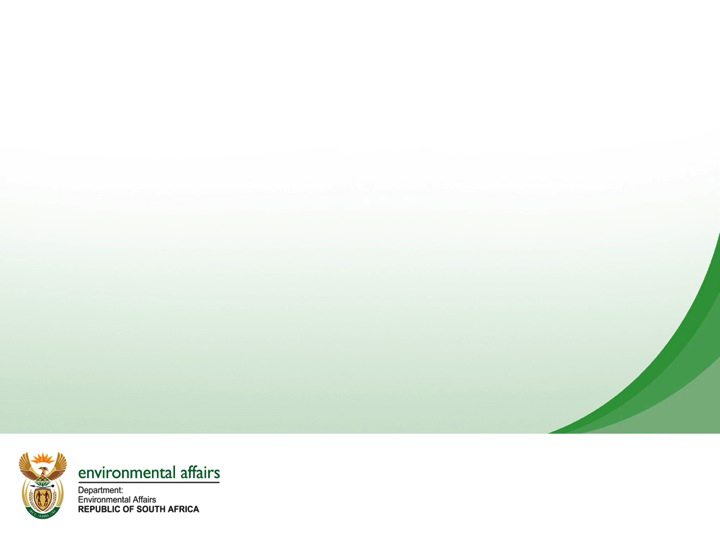 environmental affairs
Department:
Environmental Affairs
REPUBLIC OF SOUTH AFRICA